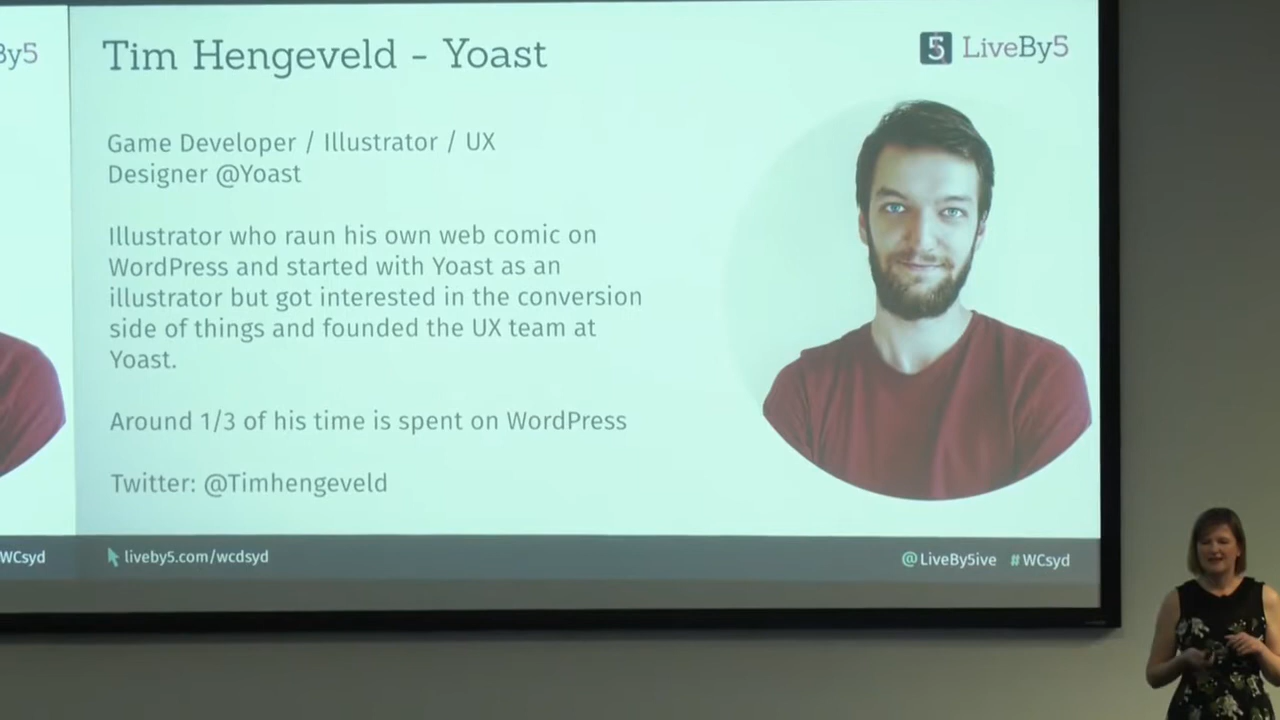 By5
Tim Hengeveld - Yoast
5 LiveBy5
Game Developer / Illustrator / UX
Designer @Yoast
Illustrator who raun his own web comic on
WordPress and started with Yoast as an
illustrator but got interested in the conversion
side of things and founded the UX team at
Yoast.
Around 1/3 of his time is spent on WordPress
Twitter: @Timhengeveld
WCsyd
liveby5.com/wcdsyd
@LiveBy5ive #WCsyd